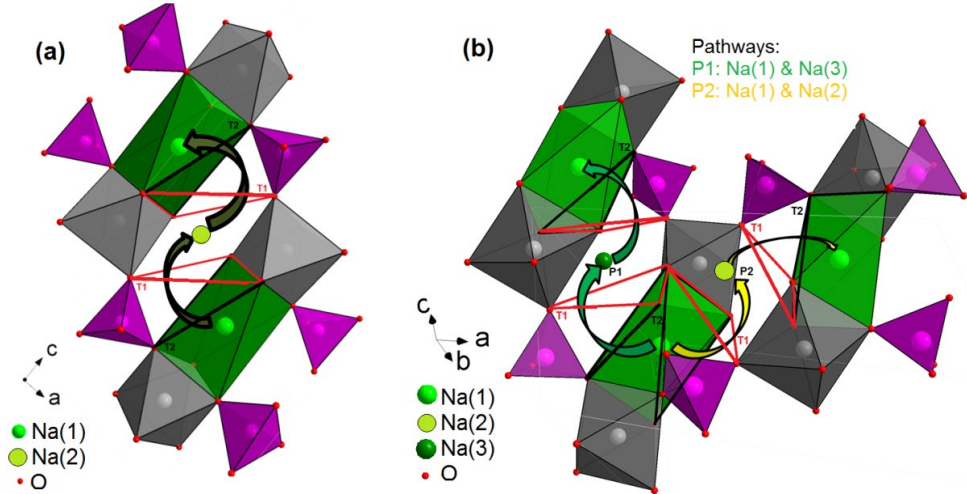 (a)
T2
T1
T1
T2
c
a
Na(1)
Na(2)
O
(b)
Pathways:
P1: Na(1) & Na(3)
P2: Na(1) & Na(2)
T2
T2
T1
P1
P2
T1
T2
T1
c
a
b
Na(1)
Na(2)
Na(3)
O